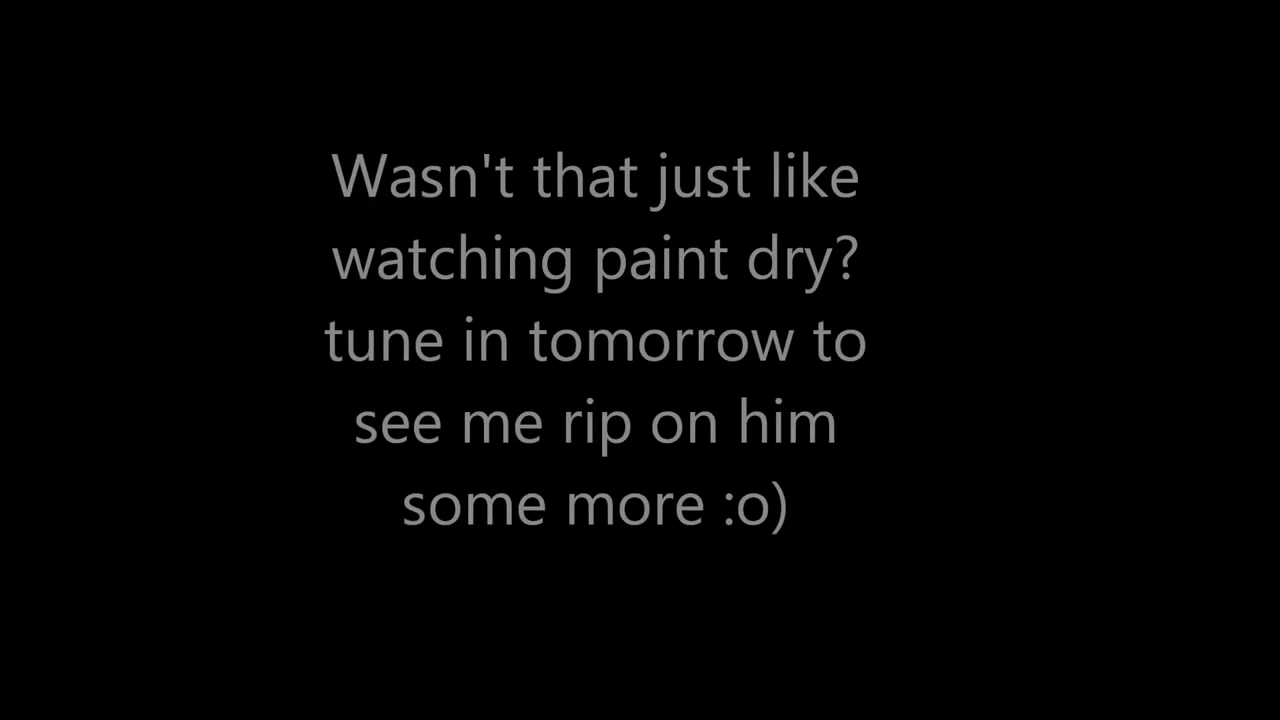 Wasn't that just like
watching paint dry?
tune in tomorrow to
see me rip on him
some more :o)